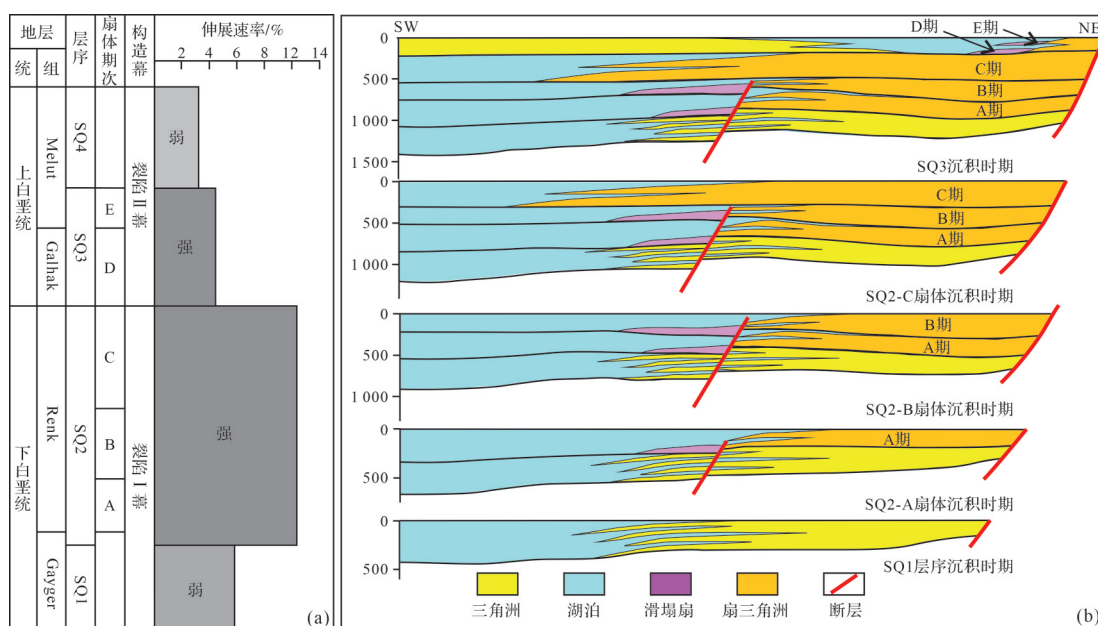 地层
层序
扇体期次
构造幕
伸展速率/%
统
组
2 4 6 8 10 12 14
上白垩统
Melut
Galhak
SQ4
SQ3
E
D
裂陷Ⅱ幕
弱
强
下白垩统
Renk
Gayger
SQ2
SQ1
C
B
A
裂陷Ⅰ幕
强
弱
(a)
SW
D期
E期
NE
0
500
1 000
1 500
C期
B期
A期
SQ3沉积时期
0
500
1 000
C期
B期
A期
SQ2-C扇体沉积时期
0
500
1 000
B期
A期
SQ2-B扇体沉积时期
0
500
A期
SQ2-A扇体沉积时期
0
500
SQ1层序沉积时期
三角洲
湖泊
滑塌扇
扇三角洲
断层
(b)